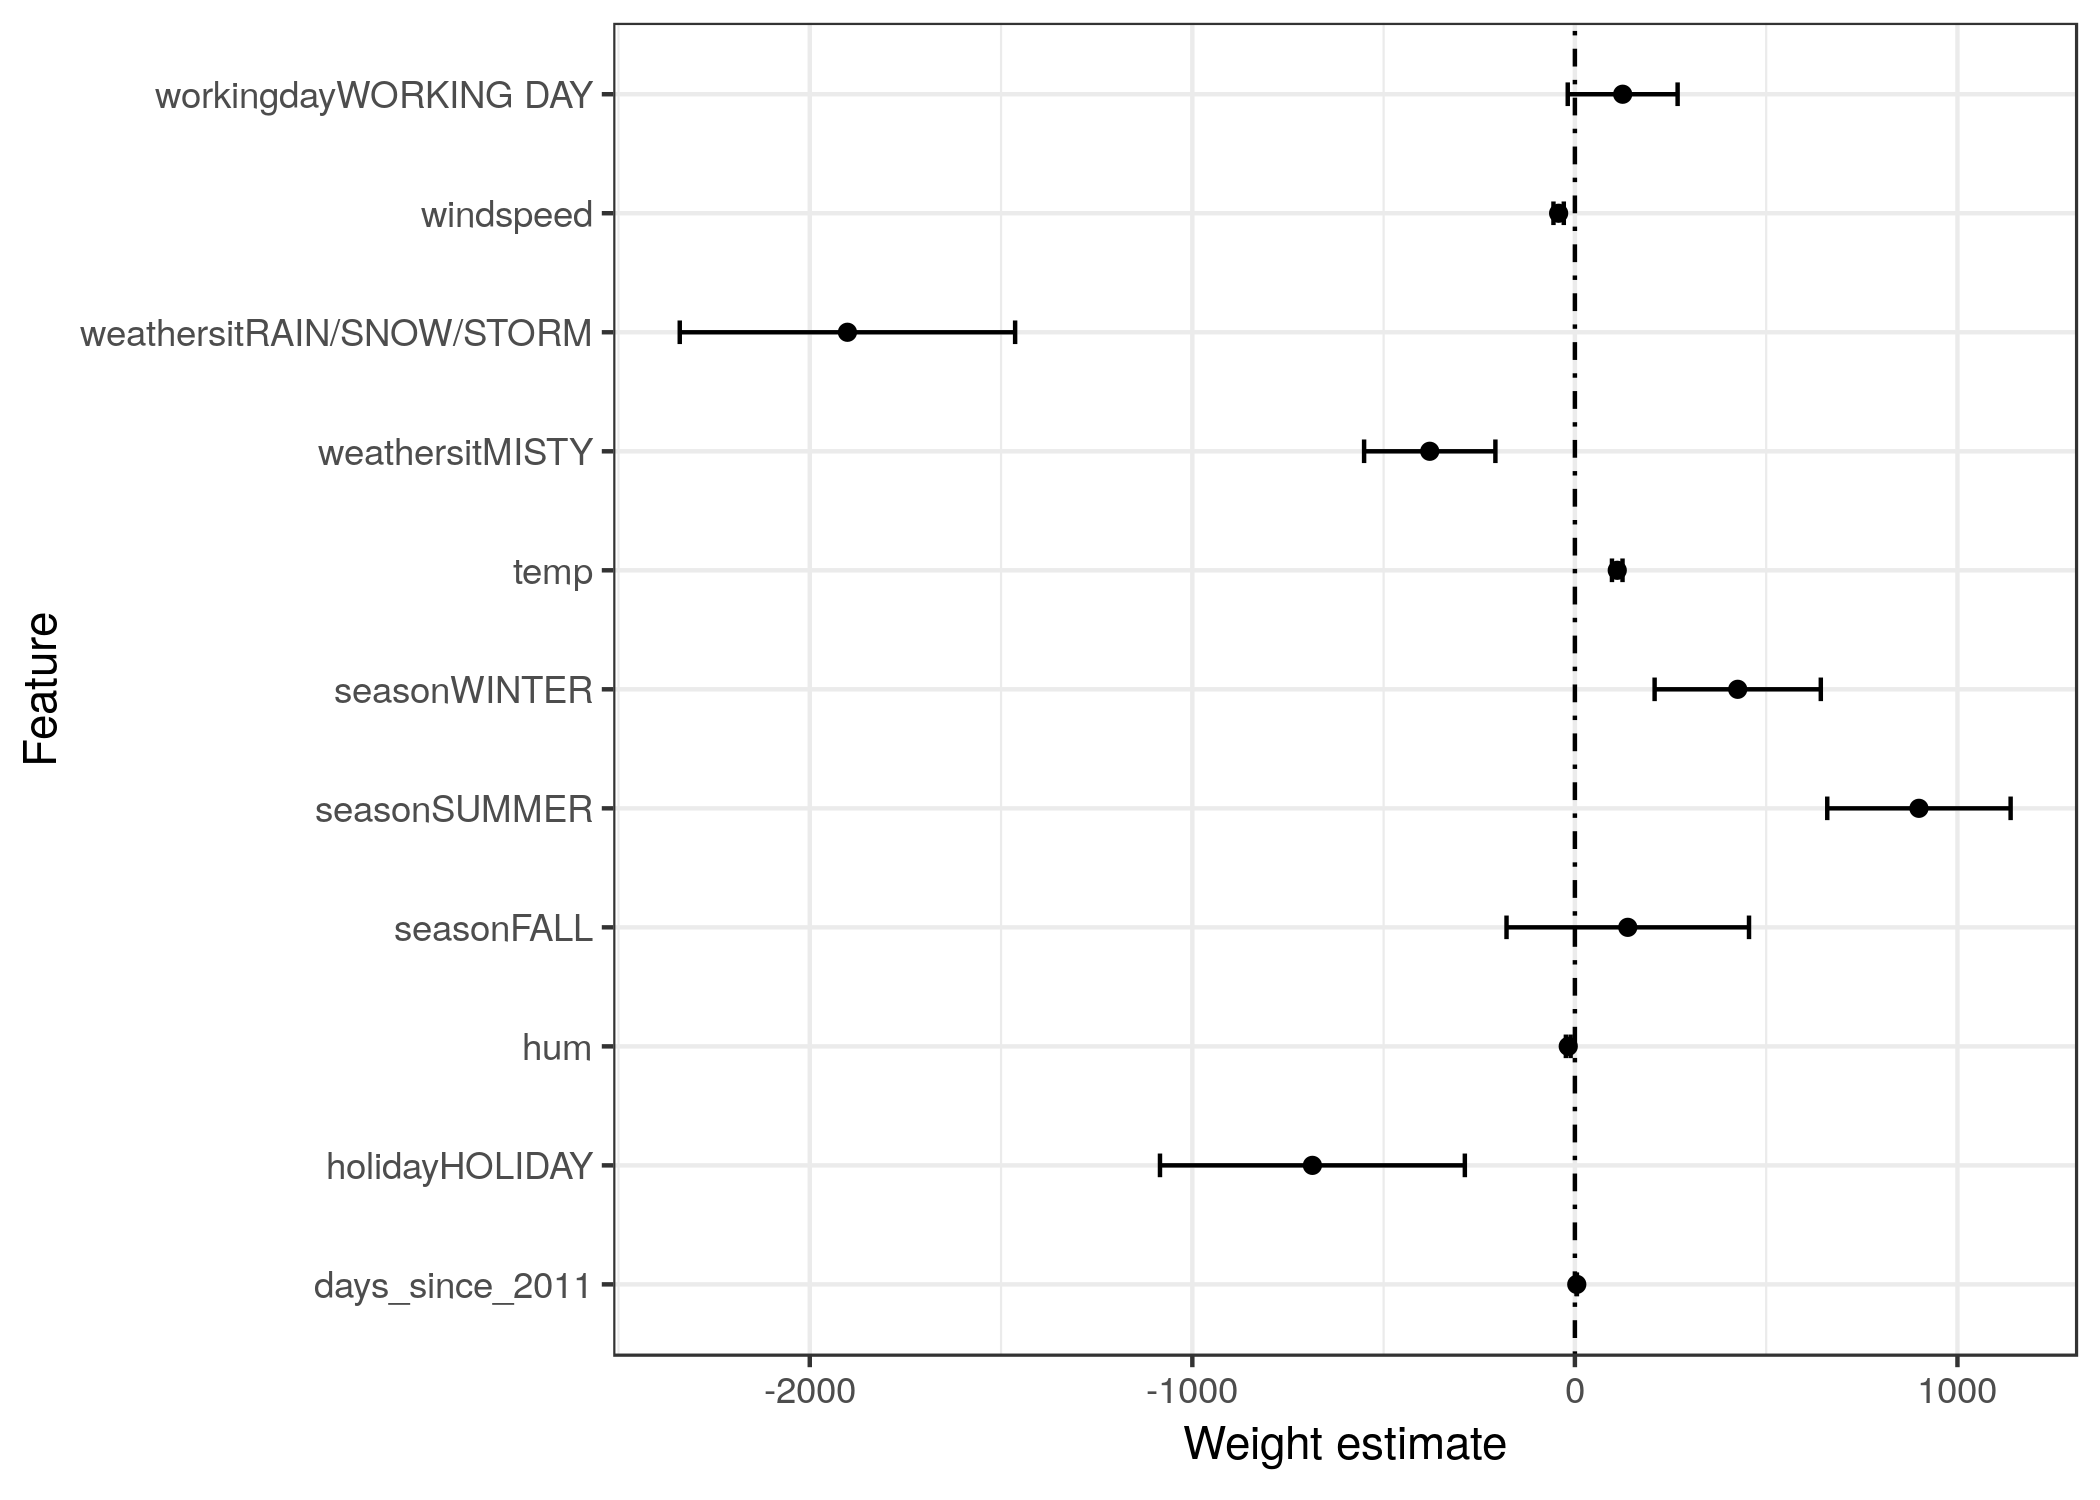 workingdayWORKING DAY
windspeed
weathersitRAIN/SNOW/STORM
weathersitMISTY
temp
seasonWINTER
seasonSUMMER
seasonFALL
hum
holidayHOLIDAY
days_since_2011
Feature
-2000 -1000 0 1000
Weight estimate